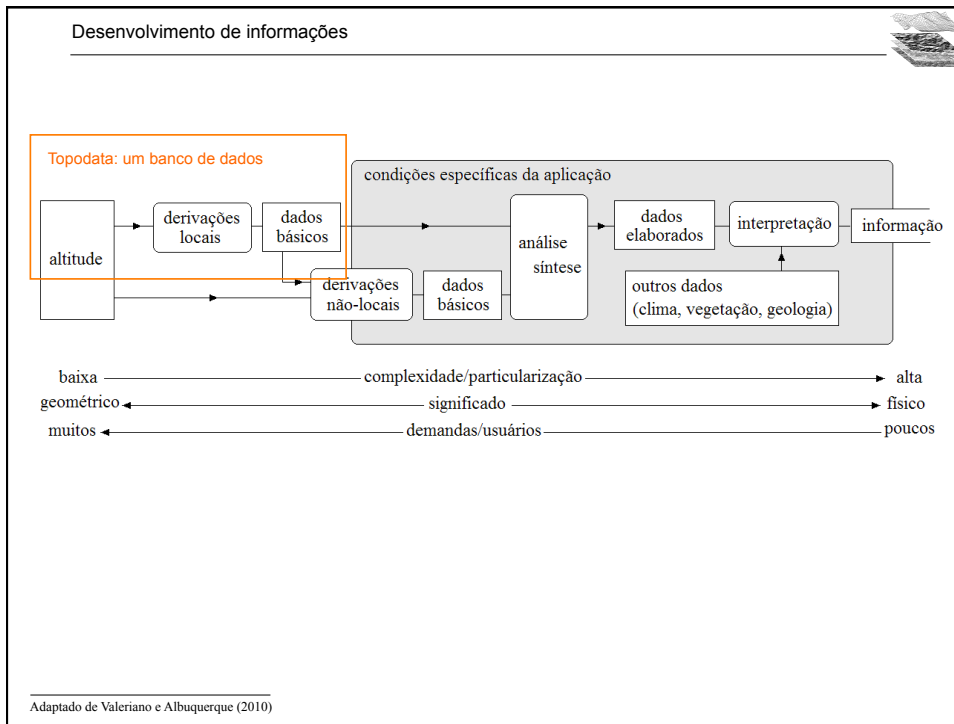 Desenvolvimento de informações
Topodata: um banco de dados
condições específicas da aplicação
altitude
derivações
locais
dados
básicos
derivações
não-locais
dados
básicos
análise
síntese
dados
elaborados
interpretação
informação
outros dados
(clima, vegetação, geologia)
baixa complexidade/particularização alta
geométrico significado físico
muitos demandas/usuários poucos
Adaptado de Valeriano e Albuquerque (2010)